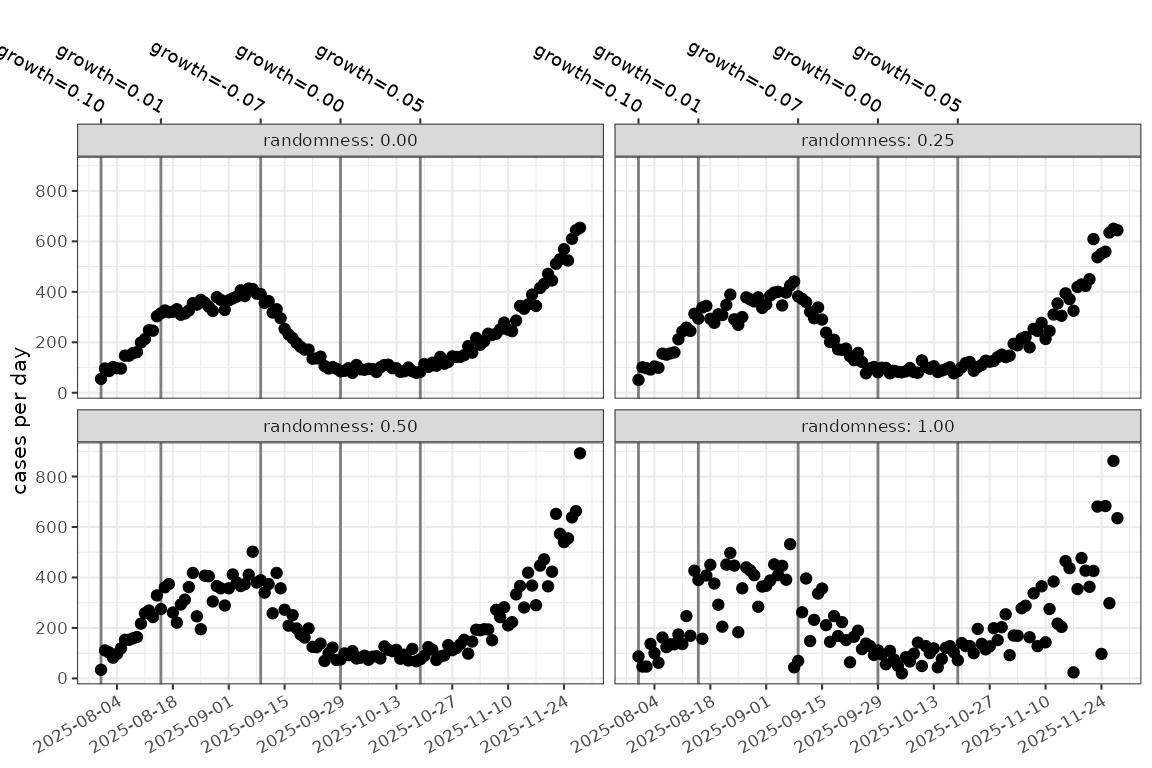 growth=0.10
growth=0.01
growth=-0.07
growth=0.00
growth=0.05
growth=0.10
growth=0.01
growth=-0.07
growth=0.00
growth=0.05
randomness: 0.00
randomness: 0.25
800
600
400
200
0
cases per day
randomness: 0.50
randomness: 1.00
800
600
400
200
0
2025-08-04
2025-08-18
2025-09-01
2025-09-15
2025-09-29
2025-10-13
2025-10-27
2025-11-10
2025-11-24
2025-08-04
2025-08-18
2025-09-01
2025-09-15
2025-09-29
2025-10-13
2025-10-27
2025-11-10
2025-11-24